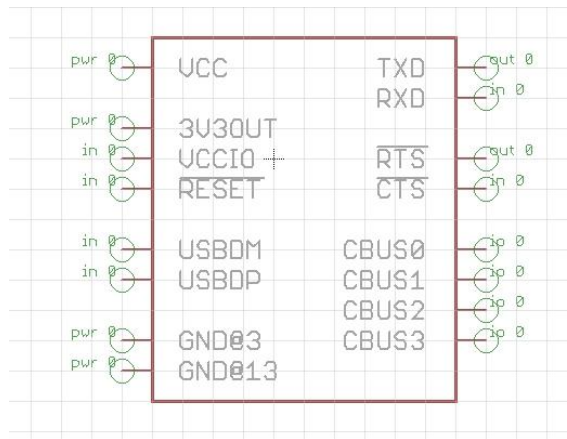 pwr 0 VCC TXD out 0
RXD in 0
pwr 0 3V3OUT
in 0 VCCIO RTS out 0
in 0 RESET CTS in 0
in 0 USBDM CBUS0 io 0
in 0 USBDP CBUS1 io 0
CBUS2 io 0
pwr 0 GND@3 CBUS3 io 0
pwr 0 GND@13